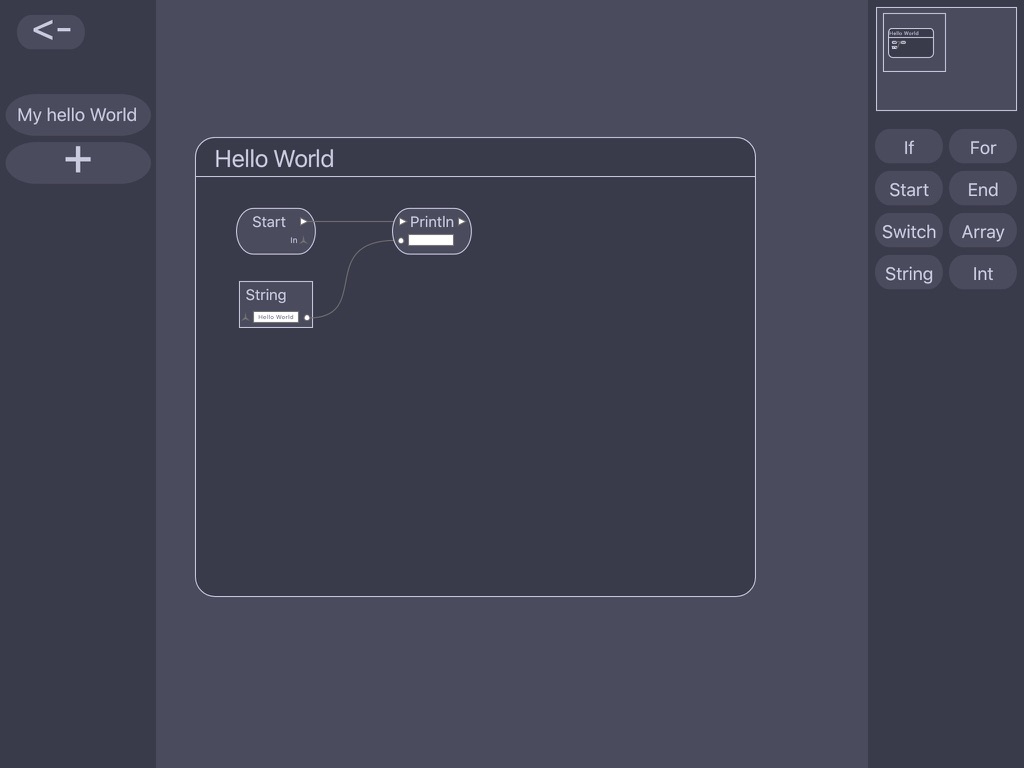 <-
My hello World
+
Hello World
Start
In
Println
String
Hello World
Hello World
If
For
Start
End
Switch
Array
String
Int